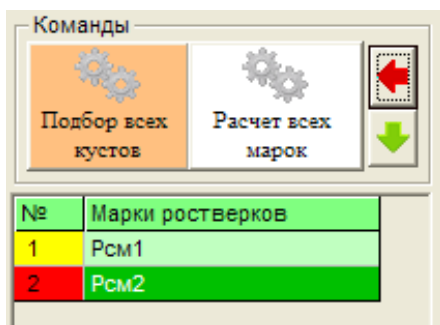 Команды
Подбор всех
кустов
Расчет всех
марок
№ Марки ростверков
1 Рсм1
2 Рсм2